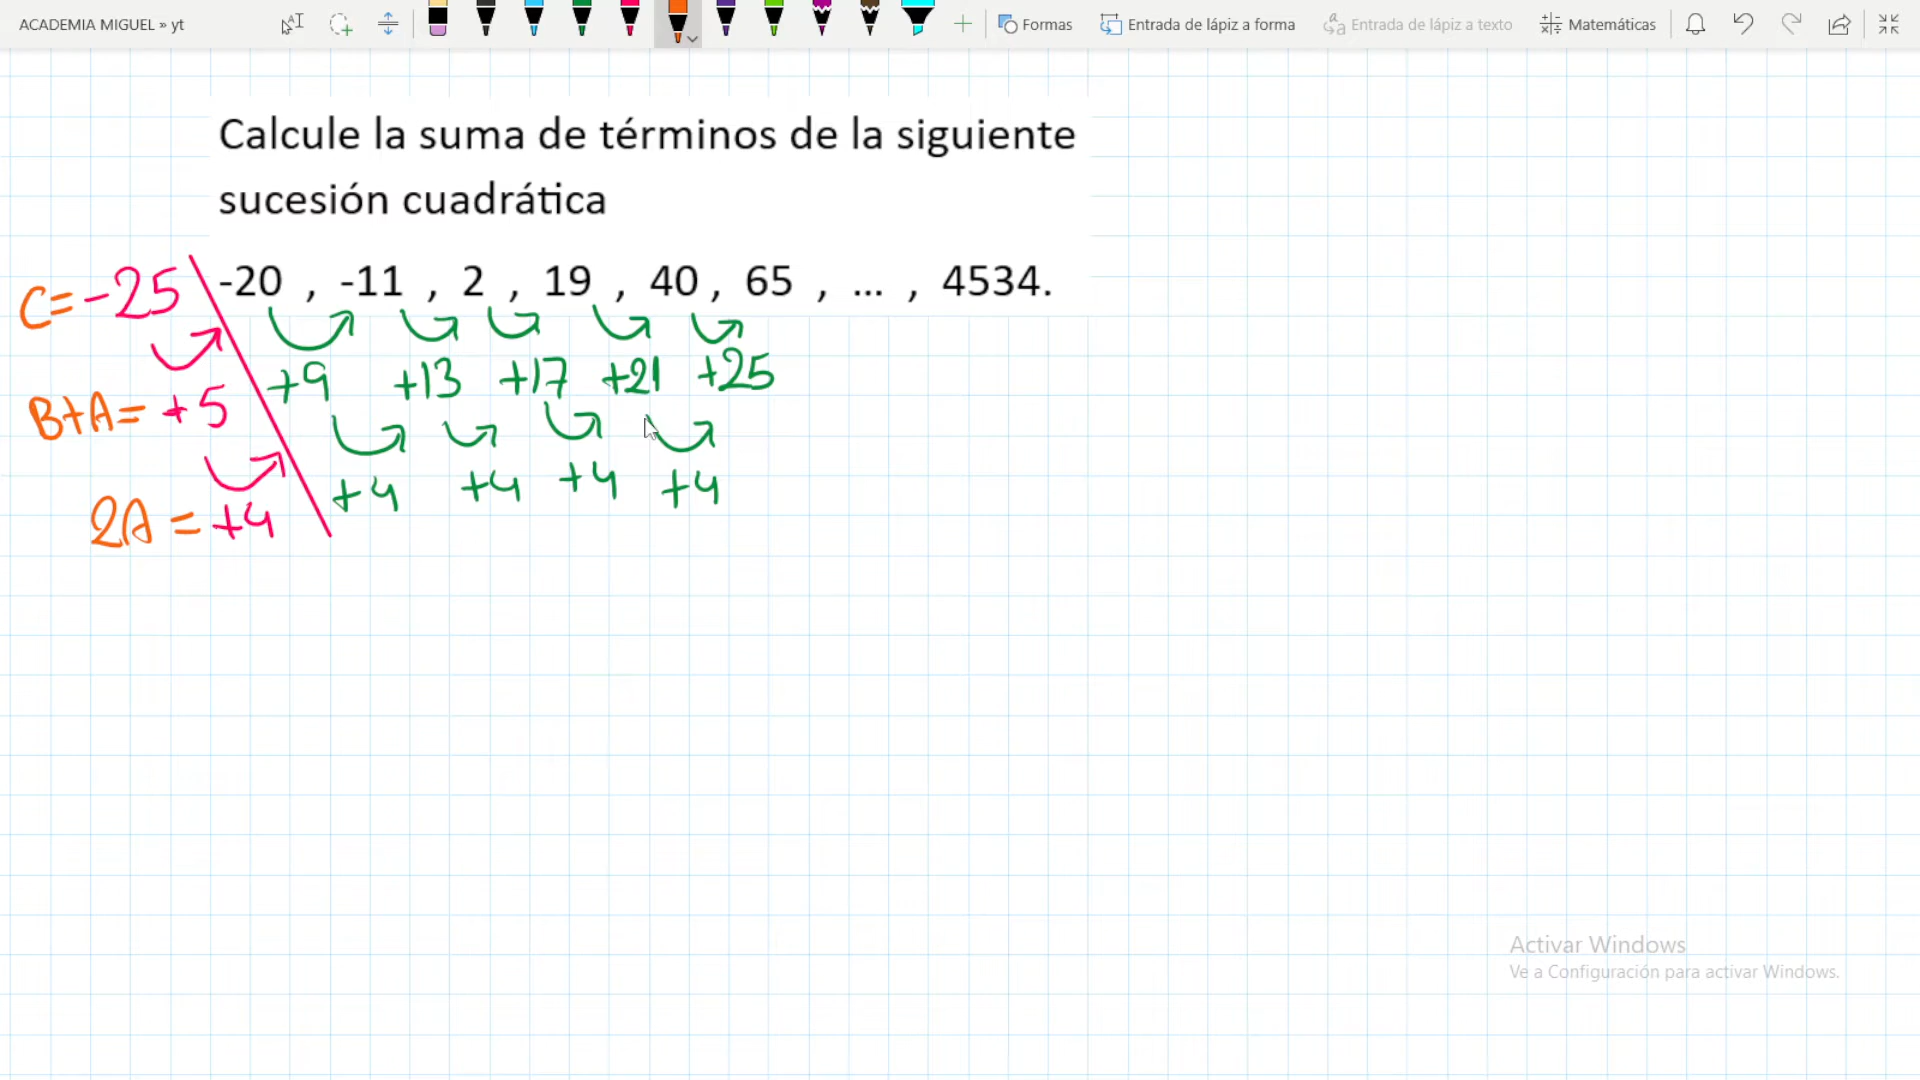 ACADEMIA MIGUEL » yt
Formas
Entrada de lápiz a forma
Entrada de lápiz a texto
Matemáticas
Calcule la suma de términos de la siguiente
sucesión cuadrática
C= -25 -20 , -11 , 2 , 19 , 40 , 65 , ... , 4534.
B+A= +5 +9 +13 +17 +21 +25
2A = +4 +4 +4 +4 +4
Activar Windows
Ve a Configuración para activar Windows.